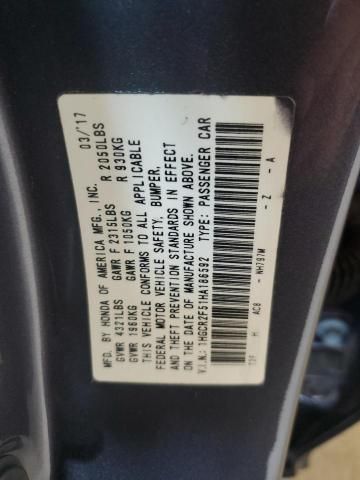 MFD. BY HONDA OF AMERICA MFG., INC. 03/'17
GVWR 4321LBS GAWR F 2315LBS R 2050LBS
GVWR 1960KG GAWR F 1050KG R 930KG
THIS VEHICLE CONFORMS TO ALL APPLICABLE
FEDERAL MOTOR VEHICLE SAFETY, BUMPER,
AND THEFT PREVENTION STANDARDS IN EFFECT
ON THE DATE OF MANUFACTURE SHOWN ABOVE.
V.I.N.: 1HGCR2F51HA186592 TYPE: PASSENGER CAR
T2F H AC8 - NH797M - Z - A